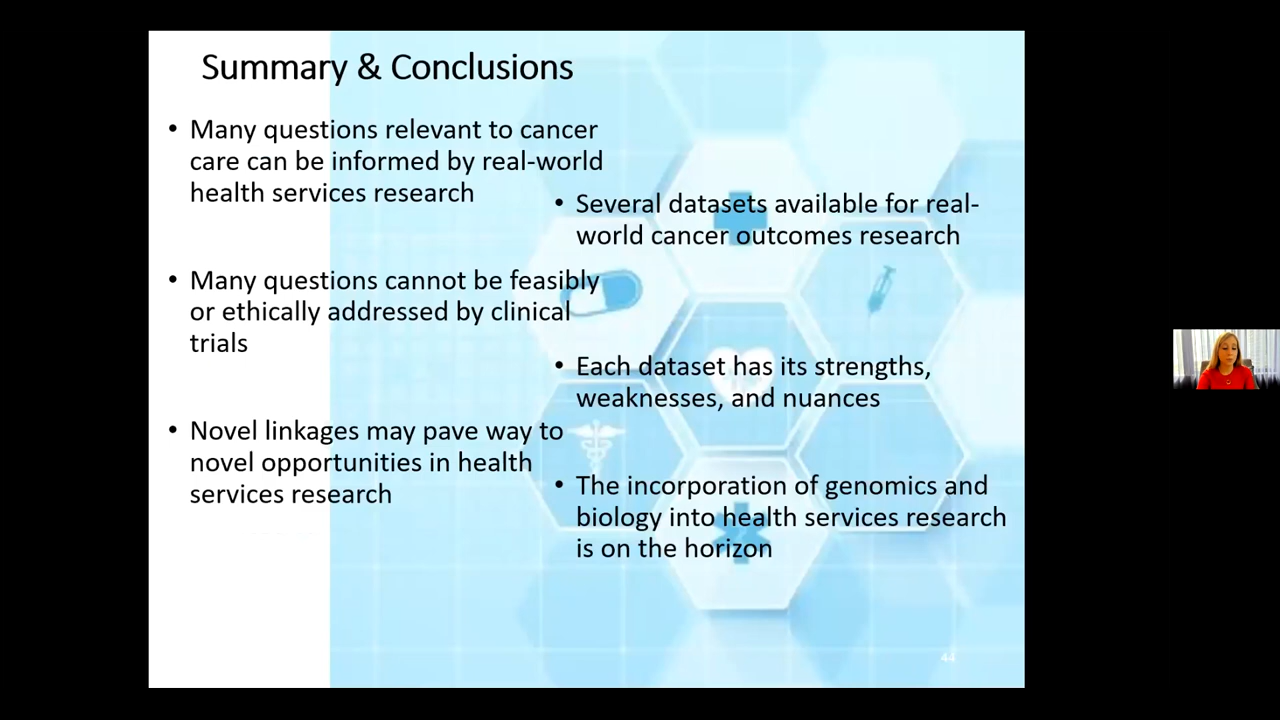 Summary & Conclusions
• Many questions relevant to cancer
care can be informed by real-world
health services research
• Many questions cannot be feasibly
or ethically addressed by clinical
trials
• Novel linkages may pave way to
novel opportunities in health
services research
• Several datasets available for real-
world cancer outcomes research
• Each dataset has its strengths,
weaknesses, and nuances
• The incorporation of genomics and
biology into health services research
is on the horizon
44